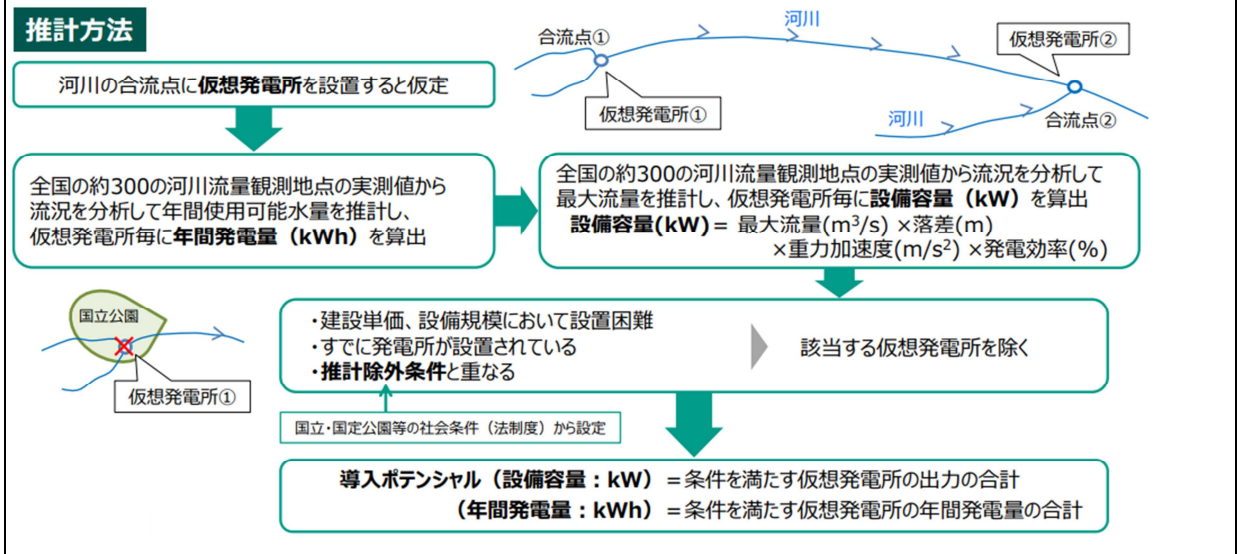 推計方法
河川の合流点に仮想発電所を設置すると仮定
合流点①
河川
仮想発電所②
仮想発電所①
河川
合流点②
全国の約300の河川流量観測地点の実測値から
流況を分析して年間使用可能水量を推計し、
仮想発電所毎に年間発電量（kWh）を算出
全国の約300の河川流量観測地点の実測値から流況を分析して
最大流量を推計し、仮想発電所毎に設備容量（kW）を算出
設備容量(kW)＝ 最大流量(m³/s) ×落差(m)
×重力加速度(m/s²) ×発電効率(%)
国立公園
仮想発電所①
・建設単価、設備規模において設置困難
・すでに発電所が設置されている
・推計除外条件と重なる
該当する仮想発電所を除く
国立・国定公園等の社会条件（法制度）から設定
導入ポテンシャル（設備容量：kW）＝条件を満たす仮想発電所の出力の合計
（年間発電量：kWh）＝条件を満たす仮想発電所の年間発電量の合計